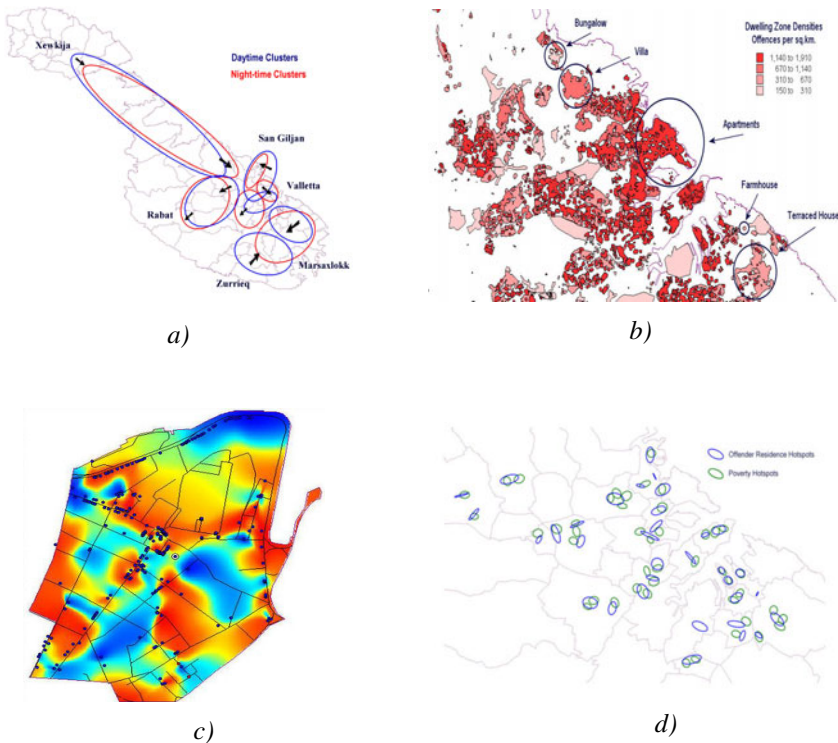 Xewkija
Daytime Clusters
Night-time Clusters
San Giljan
Valletta
Rabat
Marsaxlokk
Zurrieq
a)
Bungalow
Villa
Dwelling Zone Densities
Offences per sq.km.
1,140 to 1,910
670 to 1,140
310 to 670
150 to 310
Apartments
Farmhouse
Terraced House
b)
c)
Offender Residence Hotspots
Poverty Hotspots
d)